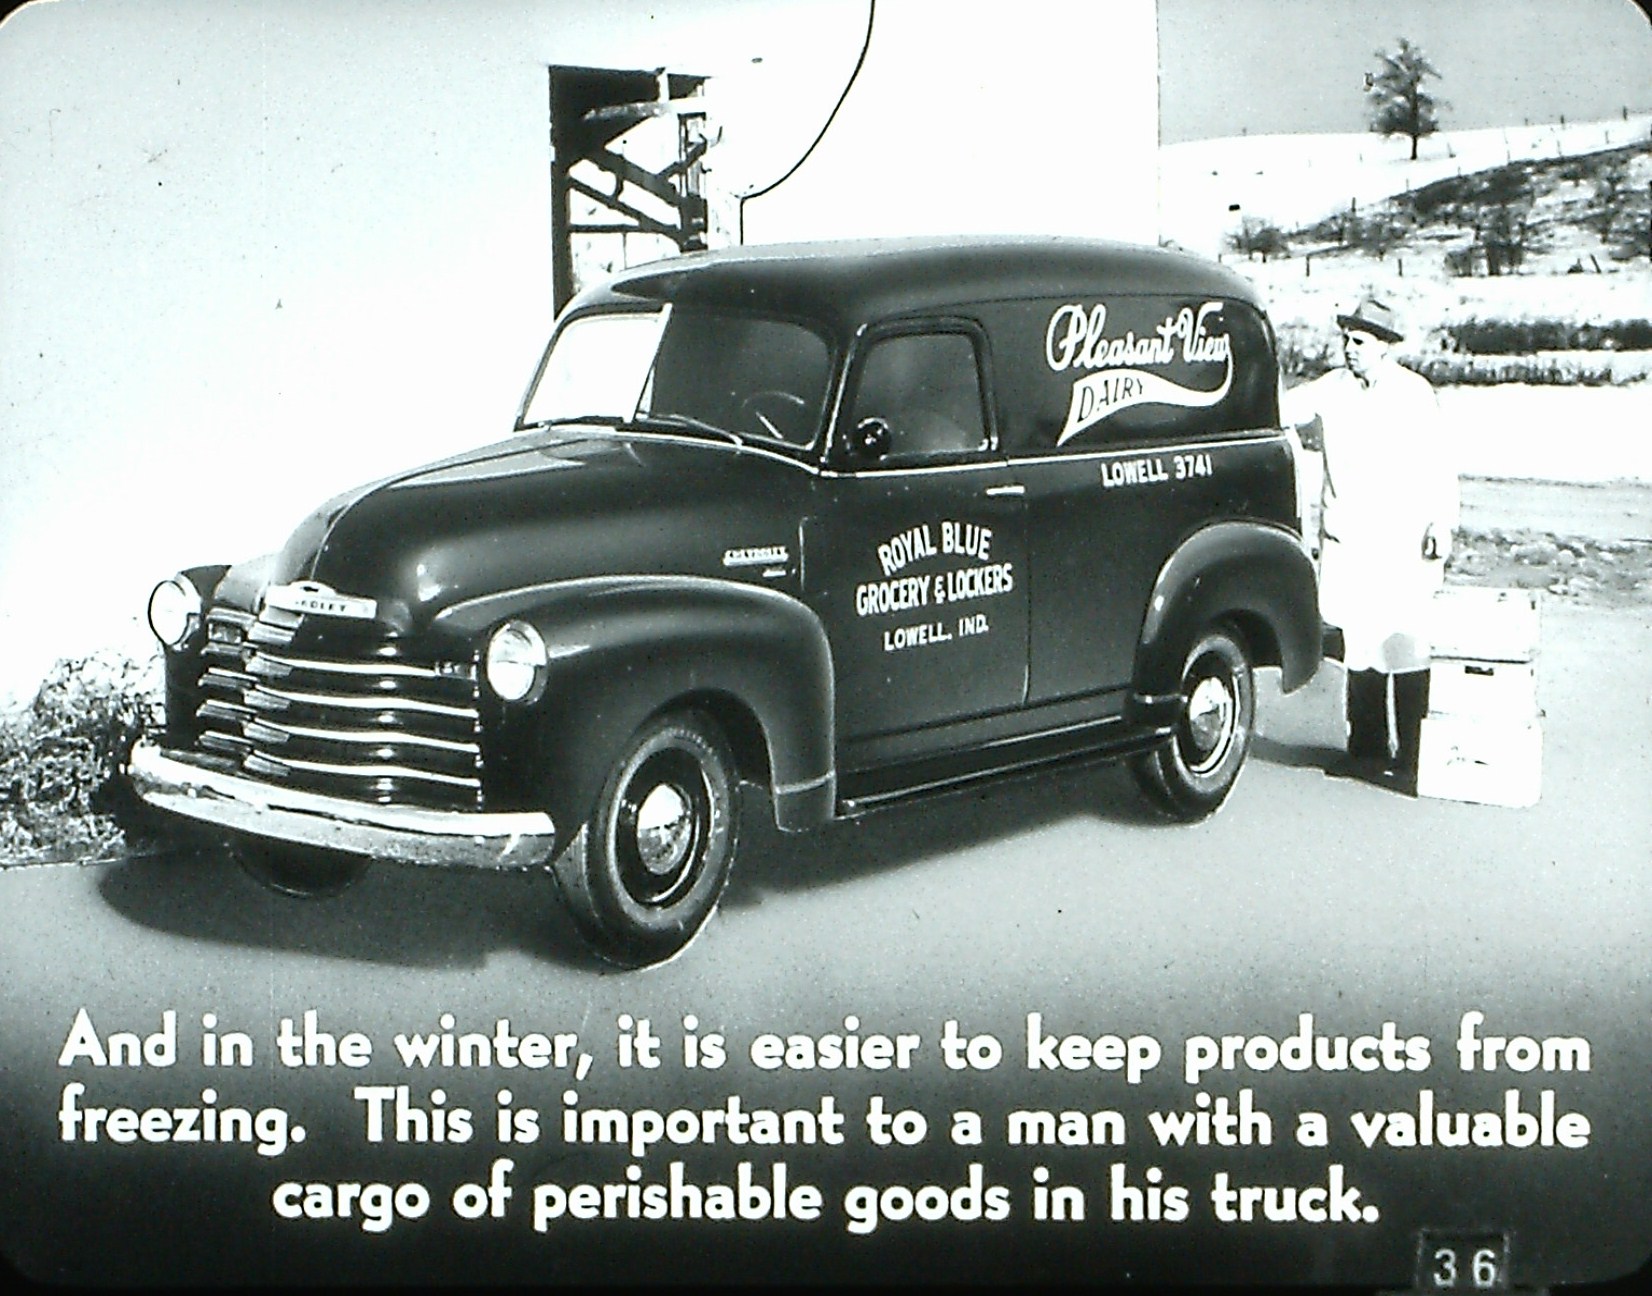 Pleasant View
DAIRY
LOWELL 3741
CHEVROLET
ROYAL BLUE
GROCERY & LOCKERS
LOWELL. IND.
And in the winter, it is easier to keep products from
freezing. This is important to a man with a valuable
cargo of perishable goods in his truck.
36